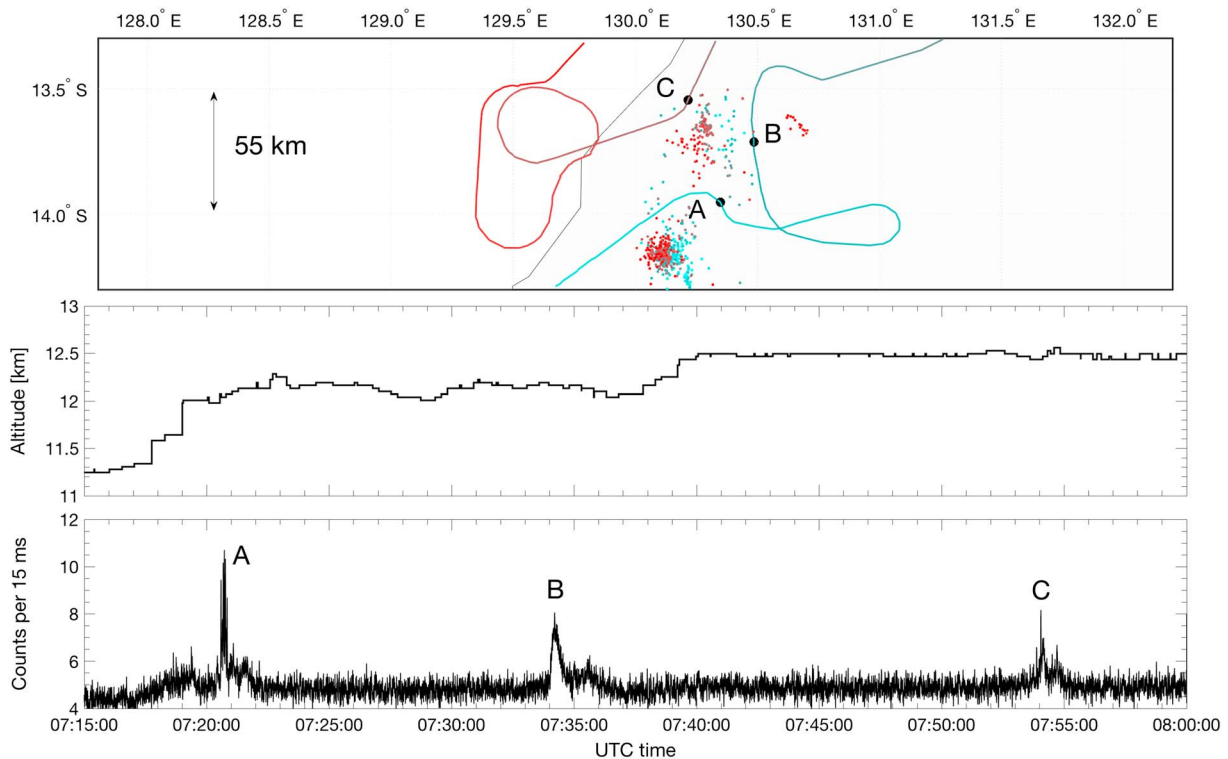 128.0° E 128.5° E 129.0° E 129.5° E 130.0° E 130.5° E 131.0° E 131.5° E 132.0° E
C
13.5° S
B
55 km
14.0° S
A
13
12.5
12
11.5
11
Altitude [km]
12
10
8
6
4
Counts per 15 ms
A
B
C
07:15:00 07:20:00 07:25:00 07:30:00 07:35:00 07:40:00 07:45:00 07:50:00 07:55:00 08:00:00
UTC time